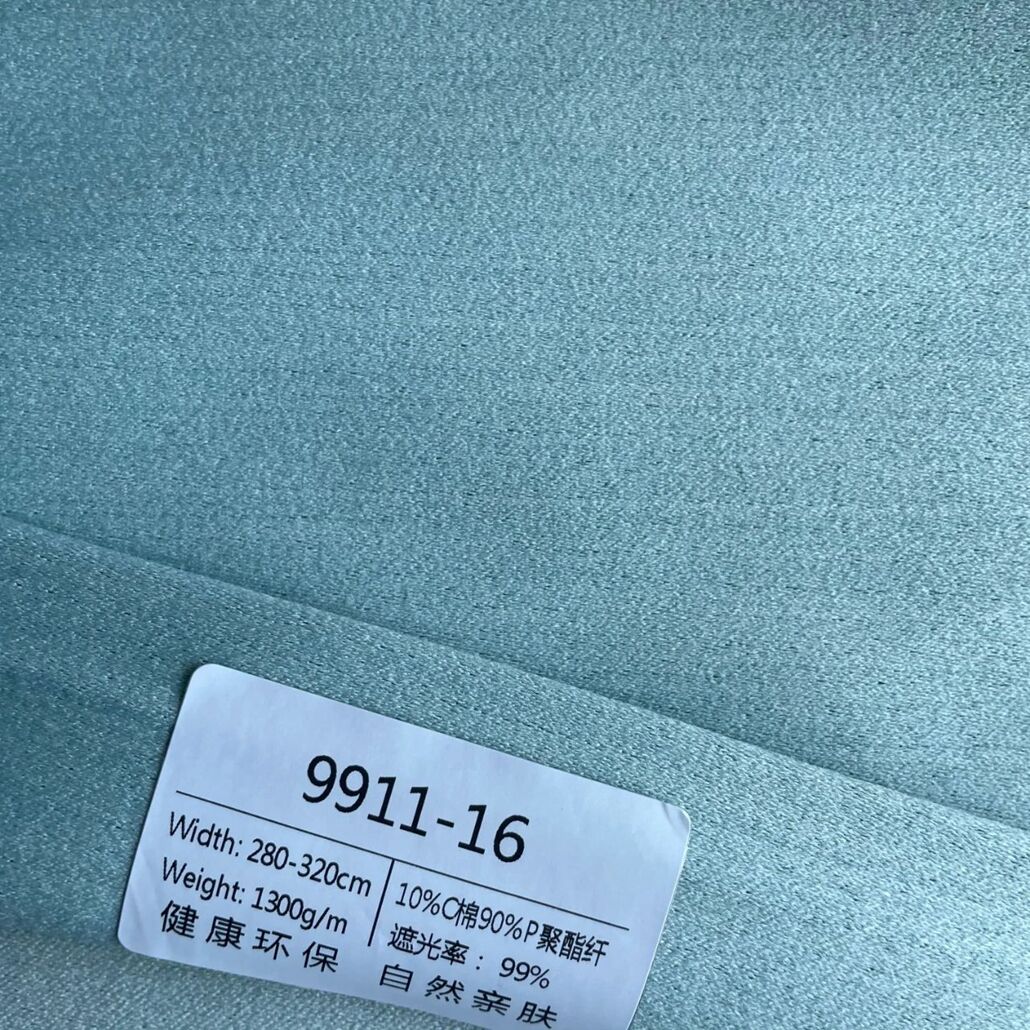 9911-16
Width: 280-320cm
Weight: 1300g/m
10%C棉90%P聚酯纤
遮光率： 99%
健康环保 自然亲肤